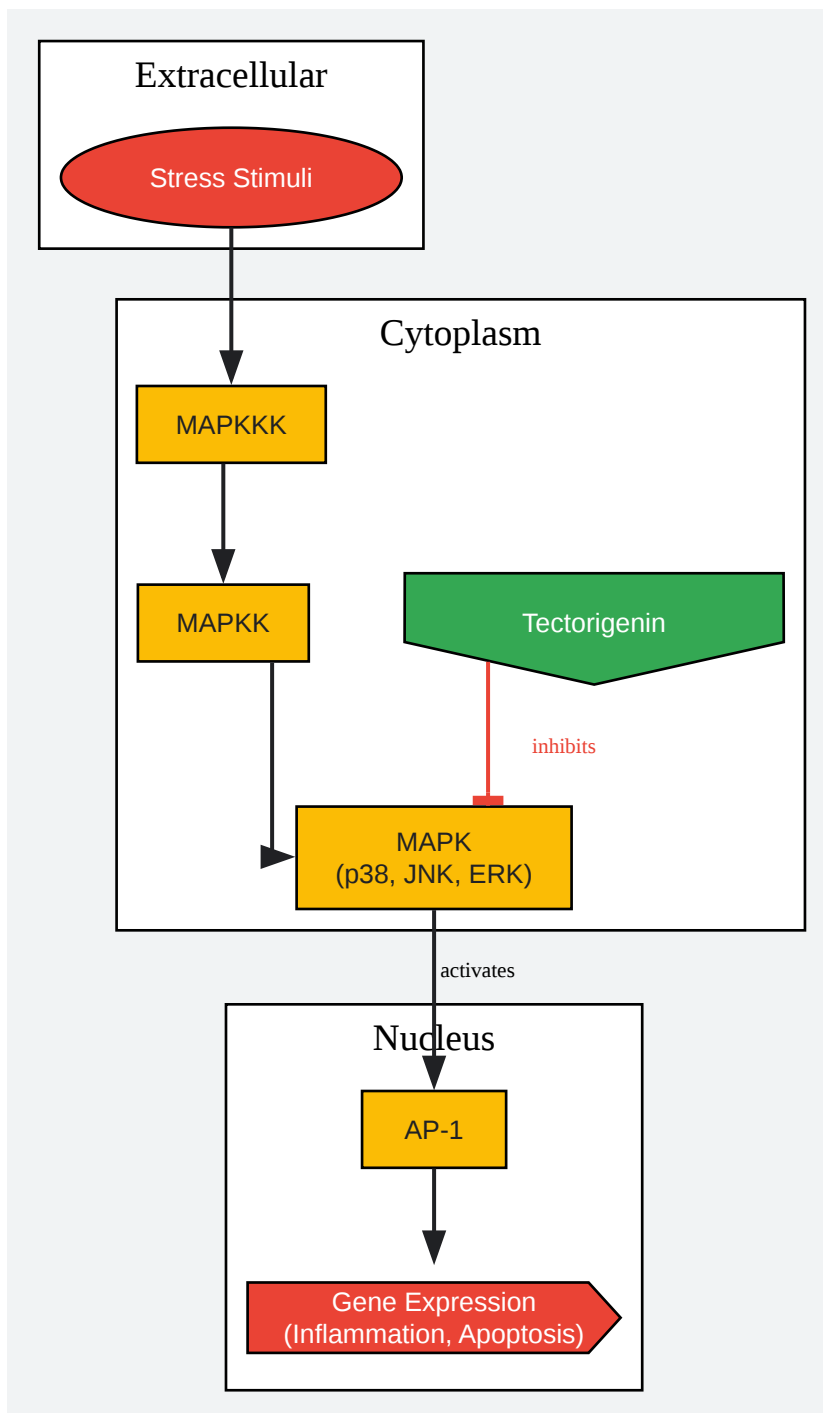 Extracellular
Stress Stimuli
Cytoplasm
MAPKKK
MAPKK
Tectorigenin
inhibits
MAPK
(p38, JNK, ERK)
activates
Nucleus
AP-1
Gene Expression
(Inflammation, Apoptosis)